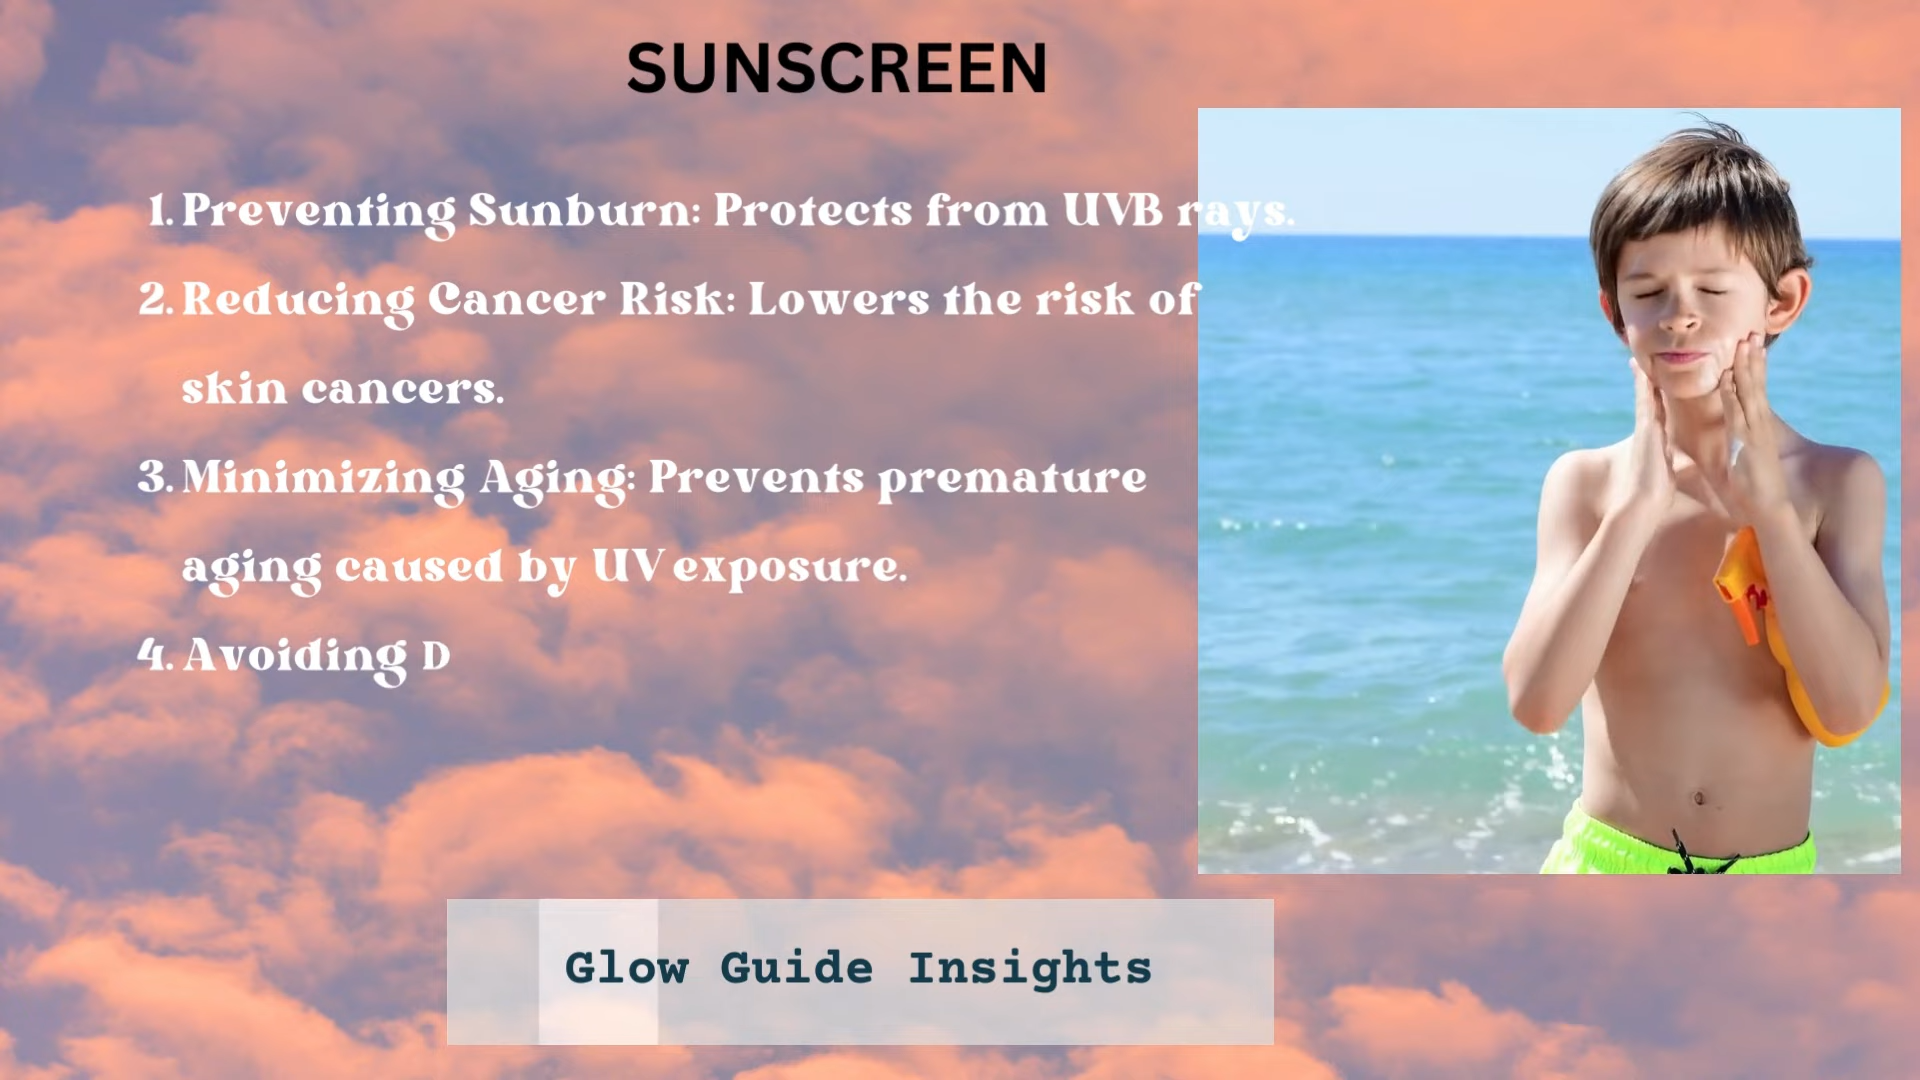 SUNSCREEN
1. Preventing Sunburn: Protects from UVB rays.
2. Reducing Cancer Risk: Lowers the risk of
skin cancers.
3. Minimizing Aging: Prevents premature
aging caused by UV exposure.
4. Avoiding D
Glow Guide Insights